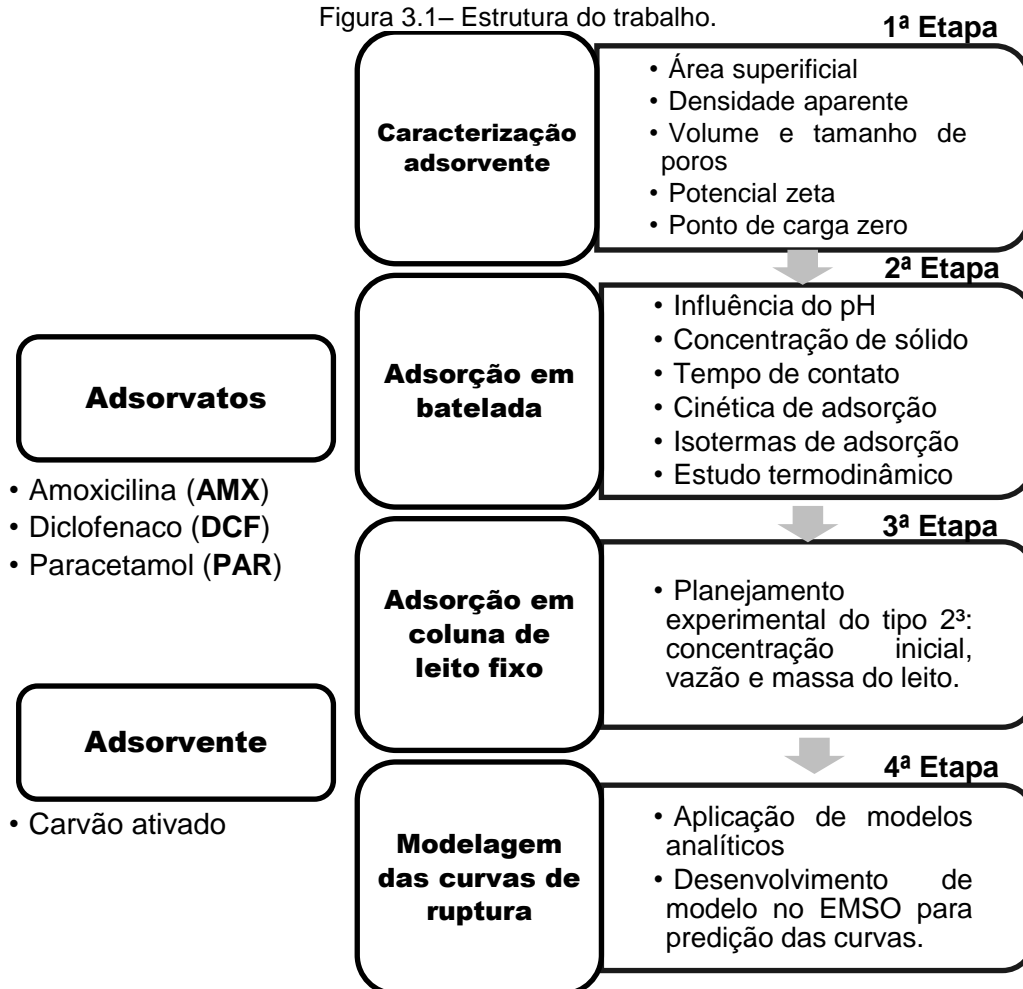 Figura 3.1– Estrutura do trabalho.
1ª Etapa
Caracterização
adsorvente
• Área superificial
• Densidade aparente
• Volume e tamanho de
poros
• Potencial zeta
• Ponto de carga zero
2ª Etapa
Adsorção em
batelada
• Influência do pH
• Concentração de sólido
• Tempo de contato
• Cinética de adsorção
• Isotermas de adsorção
• Estudo termodinâmico
Adsorvatos
• Amoxicilina (AMX)
• Diclofenaco (DCF)
• Paracetamol (PAR)
3ª Etapa
Adsorção em
coluna de
leito fixo
• Planejamento
experimental do tipo 2³:
concentração inicial,
vazão e massa do leito.
Adsorvente
• Carvão ativado
4ª Etapa
Modelagem
das curvas de
ruptura
• Aplicação de modelos
analíticos
• Desenvolvimento de
modelo no EMSO para
predição das curvas.